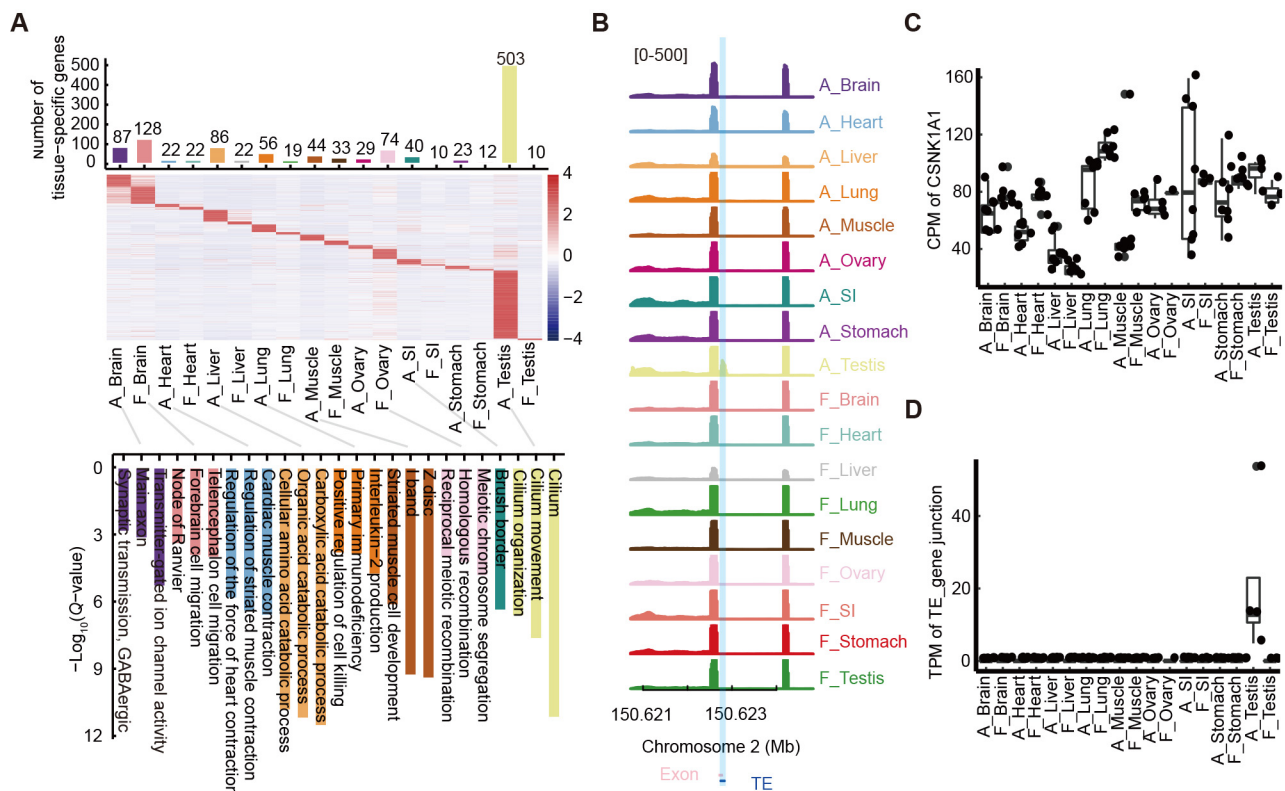 A
Number of
tissue-specific genes
500
400
300
200
100
0
87
128
22
22
86
22
56
19
44
33
29
74
40
10
23
12
503
10
4
2
0
−2
−4
A_Brain
F_Brain
A_Heart
F_Heart
A_Liver
F_Liver
A_Lung
F_Lung
A_Muscle
F_Muscle
A_Ovary
F_Ovary
A_SI
F_SI
A_Stomach
F_Stomach
A_Testis
F_Testis
−Log₁₀(Q−value)
0
3
6
9
12
Synaptic transmission, GABAergic
Main axon
Transmitter-gated ion channel activity
Node of Ranvier
Forebrain cell migration
Telencephalon cell migration
Regulation of the force of heart contraction
Regulation of striated muscle contraction
Cardiac muscle contraction
Cellular amino acid catabolic process
Organic acid catabolic process
Carboxylic acid catabolic process
Positive regulation of cell killing
Primary immunodeficiency
Interleukin−2 production
Striated muscle cell development
I band
Z disc
Reciprocal meiotic recombination
Homologous recombination
Meiotic chromosome segregation
Brush border
Cilium organization
Cilium movement
Cilium
B
[0-500]
A_Brain
A_Heart
A_Liver
A_Lung
A_Muscle
A_Ovary
A_SI
A_Stomach
A_Testis
F_Brain
F_Heart
F_Liver
F_Lung
F_Muscle
F_Ovary
F_SI
F_Stomach
F_Testis
150.621
150.623
Chromosome 2 (Mb)
Exon
TE
C
CPM of CSNK1A1
160
120
80
40
A_Brain
F_Brain
A_Heart
F_Heart
A_Liver
F_Liver
A_Lung
F_Lung
A_Muscle
F_Muscle
A_Ovary
F_Ovary
A_SI
F_SI
A_Stomach
F_Stomach
A_Testis
F_Testis
D
TPM of TE_gene junction
40
20
0
A_Brain
F_Brain
A_Heart
F_Heart
A_Liver
F_Liver
A_Lung
F_Lung
A_Muscle
F_Muscle
A_Ovary
F_Ovary
A_SI
F_SI
A_Stomach
F_Stomach
A_Testis
F_Testis